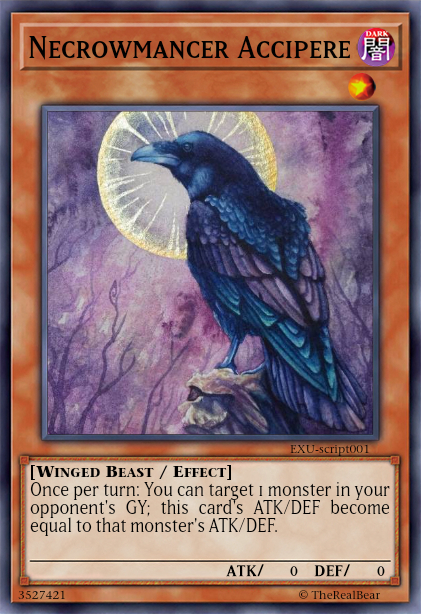 Necrowmancer Accipere
DARK
闇
EXU-script001
[Winged Beast / Effect]
Once per turn: You can target 1 monster in your
opponent's GY; this card's ATK/DEF become
equal to that monster's ATK/DEF.
ATK/ 0 DEF/ 0
3527421 © TheRealBear